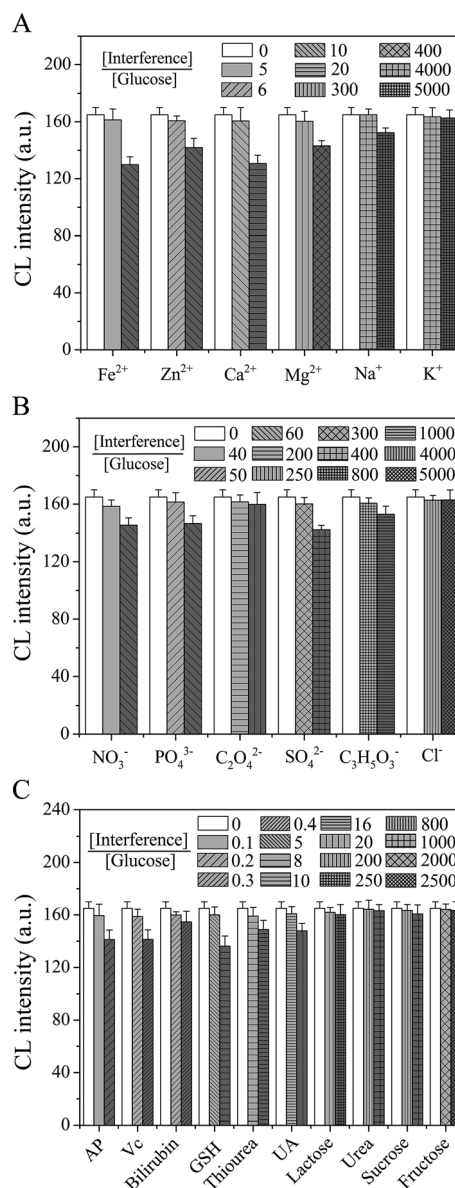 A
[Interference]
[Glucose]
0 10 400
5 20 4000
6 300 5000
CL intensity (a.u.)
200
160
120
80
40
0
Fe²⁺ Zn²⁺ Ca²⁺ Mg²⁺ Na⁺ K⁺
B
[Interference]
[Glucose]
0 60 300 1000
40 200 400 4000
50 250 800 5000
CL intensity (a.u.)
200
160
120
80
40
0
NO₃⁻ PO₄³⁻ C₂O₄²⁻ SO₄²⁻ C₃H₅O₃⁻ Cl⁻
C
[Interference]
[Glucose]
0 0.4 16 800
0.1 5 20 1000
0.2 8 200 2000
0.3 10 250 2500
CL intensity (a.u.)
240
200
160
120
80
40
0
AP Vc Bilirubin GSH Thiourea UA Lactose Urea Sucrose Fructose